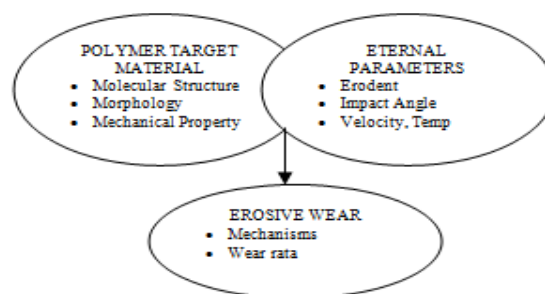 POLYMER TARGET
MATERIAL
• Molecular Structure
• Morphology
• Mechanical Property
ETERNAL
PARAMETERS
• Erodent
• Impact Angle
• Velocity, Temp
EROSIVE WEAR
• Mechanisms
• Wear rata